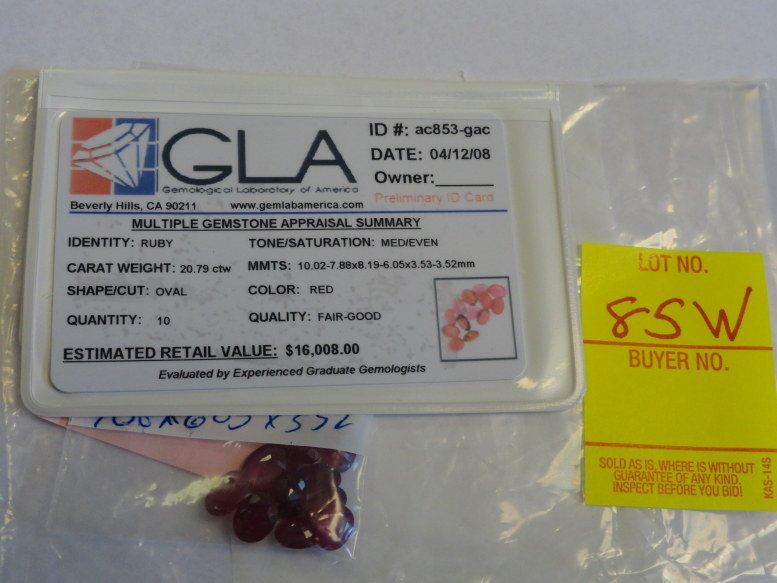 GLA
Gemological Laboratory of America
ID #: ac853-gac
DATE: 04/12/08
Owner:______
Beverly Hills, CA 90211 www.gemlabamerica.com Preliminary ID Card
MULTIPLE GEMSTONE APPRAISAL SUMMARY
IDENTITY: RUBY TONE/SATURATION: MED/EVEN
CARAT WEIGHT: 20.79 ctw MMTS: 10.02-7.88x8.19-6.05x3.53-3.52mm
SHAPE/CUT: OVAL COLOR: RED
QUANTITY: 10 QUALITY: FAIR-GOOD
ESTIMATED RETAIL VALUE: $16,008.00
Evaluated by Experienced Graduate Gemologists
LOT NO.
85W
BUYER NO.
SOLD AS IS, WHERE IS WITHOUT
GUARANTEE OF ANY KIND.
INSPECT BEFORE YOU BID!
KAS-14S